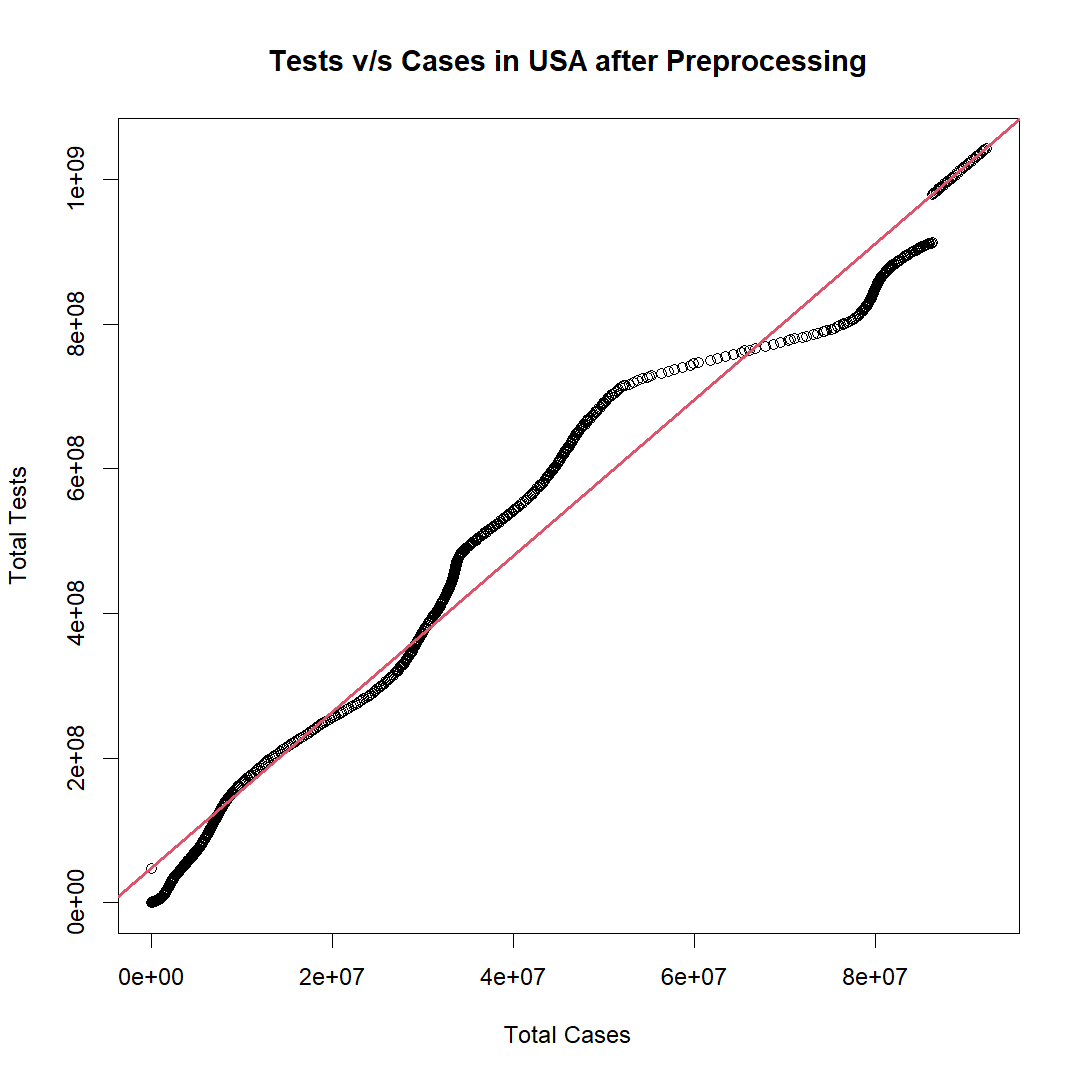 Tests v/s Cases in USA after Preprocessing
Total Tests
1e+09
8e+08
6e+08
4e+08
2e+08
0e+00
0e+00 2e+07 4e+07 6e+07 8e+07
Total Cases